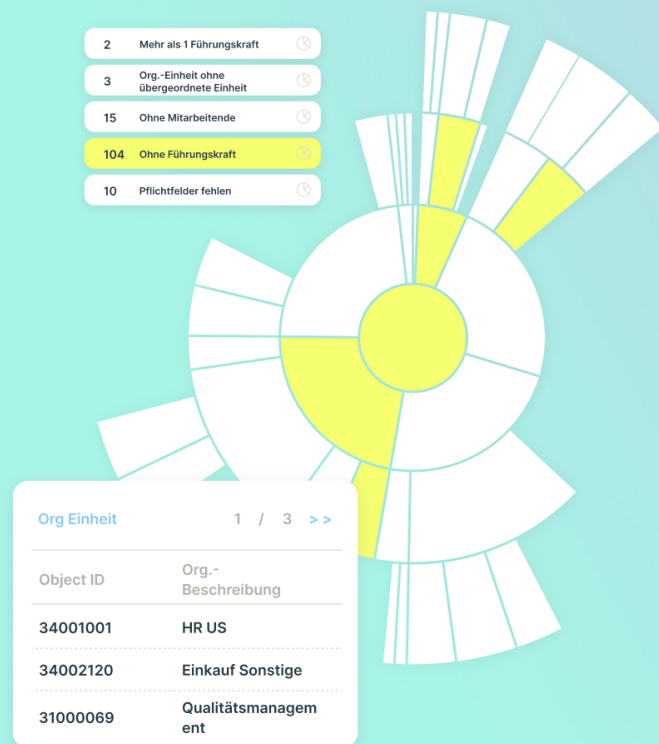 2 Mehr als 1 Führungskraft
3 Org.-Einheit ohne
übergeordnete Einheit
15 Ohne Mitarbeitende
104 Ohne Führungskraft
10 Pflichtfelder fehlen
Org Einheit 1 / 3 >>
Object ID Org.-
Beschreibung
34001001 HR US
34002120 Einkauf Sonstige
31000069 Qualitätsmanagem
ent